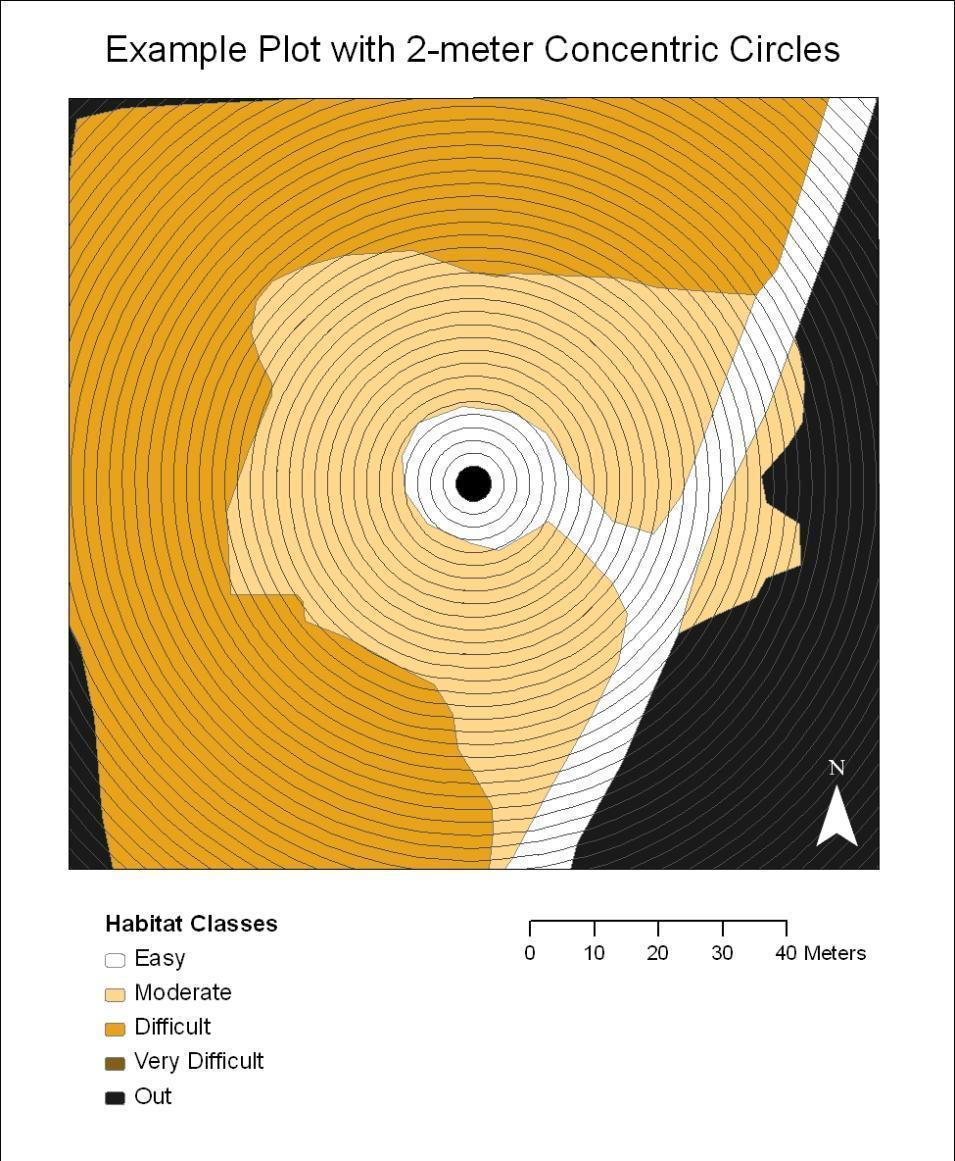 Example Plot with 2-meter Concentric Circles
N
Habitat Classes
Easy
Moderate
Difficult
Very Difficult
Out
0 10 20 30 40 Meters